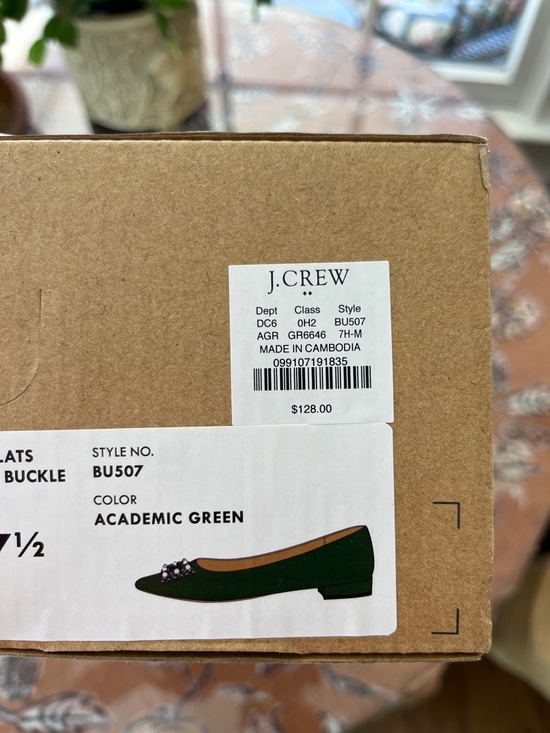 J.CREW
Dept Class Style
DC6 0H2 BU507
AGR GR6646 7H-M
MADE IN CAMBODIA
099107191835
$128.00
LATS
BUCKLE
7½
STYLE NO.
BU507
COLOR
ACADEMIC GREEN